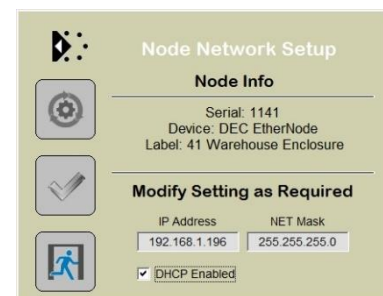 Node Network Setup
Node Info
Serial: 1141
Device: DEC EtherNode
Label: 41 Warehouse Enclosure
Modify Setting as Required
IP Address NET Mask
192.168.1.196 255.255.255.0
DHCP Enabled